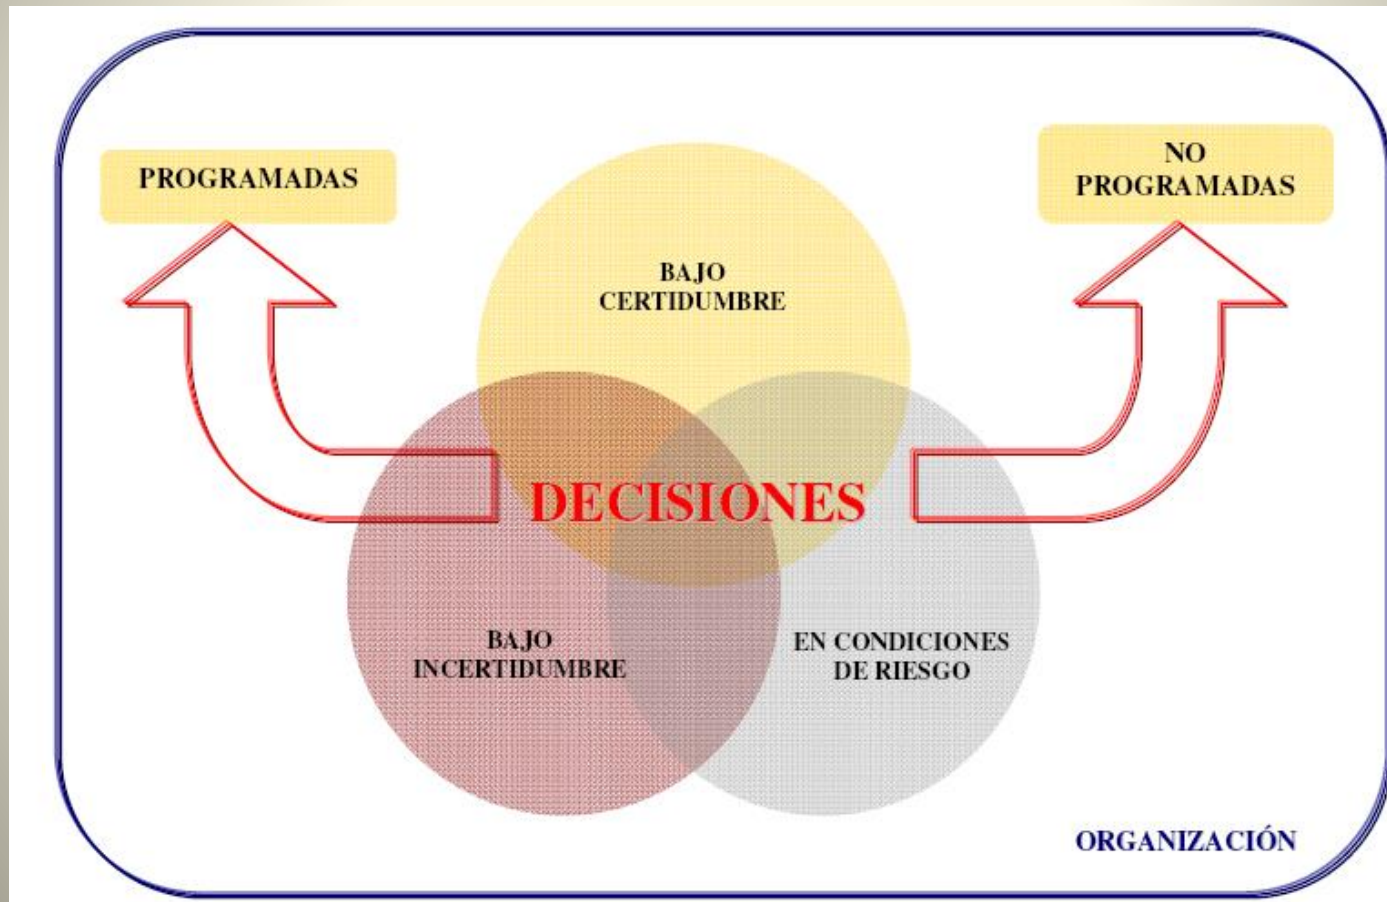 PROGRAMADAS
NO
PROGRAMADAS
BAJO
CERTIDUMBRE
DECISIONES
BAJO
INCERTIDUMBRE
EN CONDICIONES
DE RIESGO
ORGANIZACIÓN